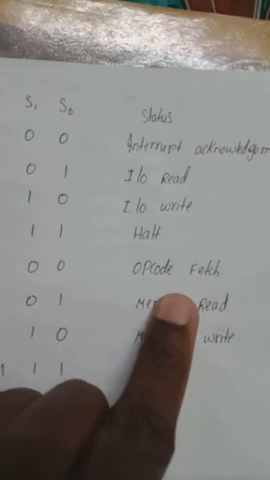 S₁ S₀ Status
0 0 Interrupt
0 1 I/o Read
1 0 I/o write
1 1 Halt
0 0 Opcode Fetch
0 1 Read
1 0 write
1 1 1